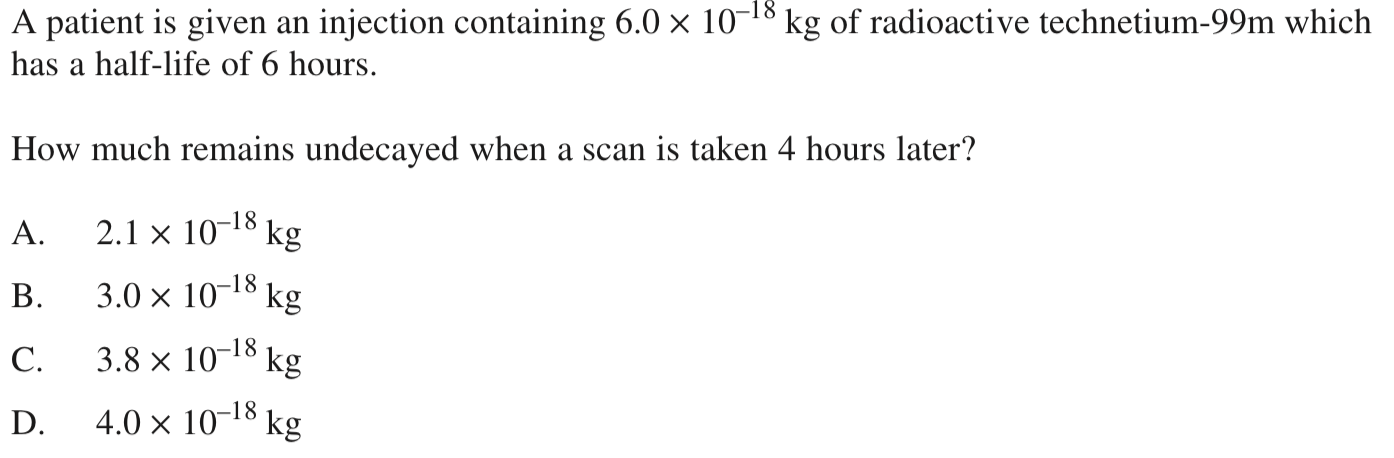 A patient is given an injection containing 6.0 × 10⁻¹⁸ kg of radioactive technetium-99m which
has a half-life of 6 hours.
How much remains undecayed when a scan is taken 4 hours later?
A. 2.1 × 10⁻¹⁸ kg
B. 3.0 × 10⁻¹⁸ kg
C. 3.8 × 10⁻¹⁸ kg
D. 4.0 × 10⁻¹⁸ kg